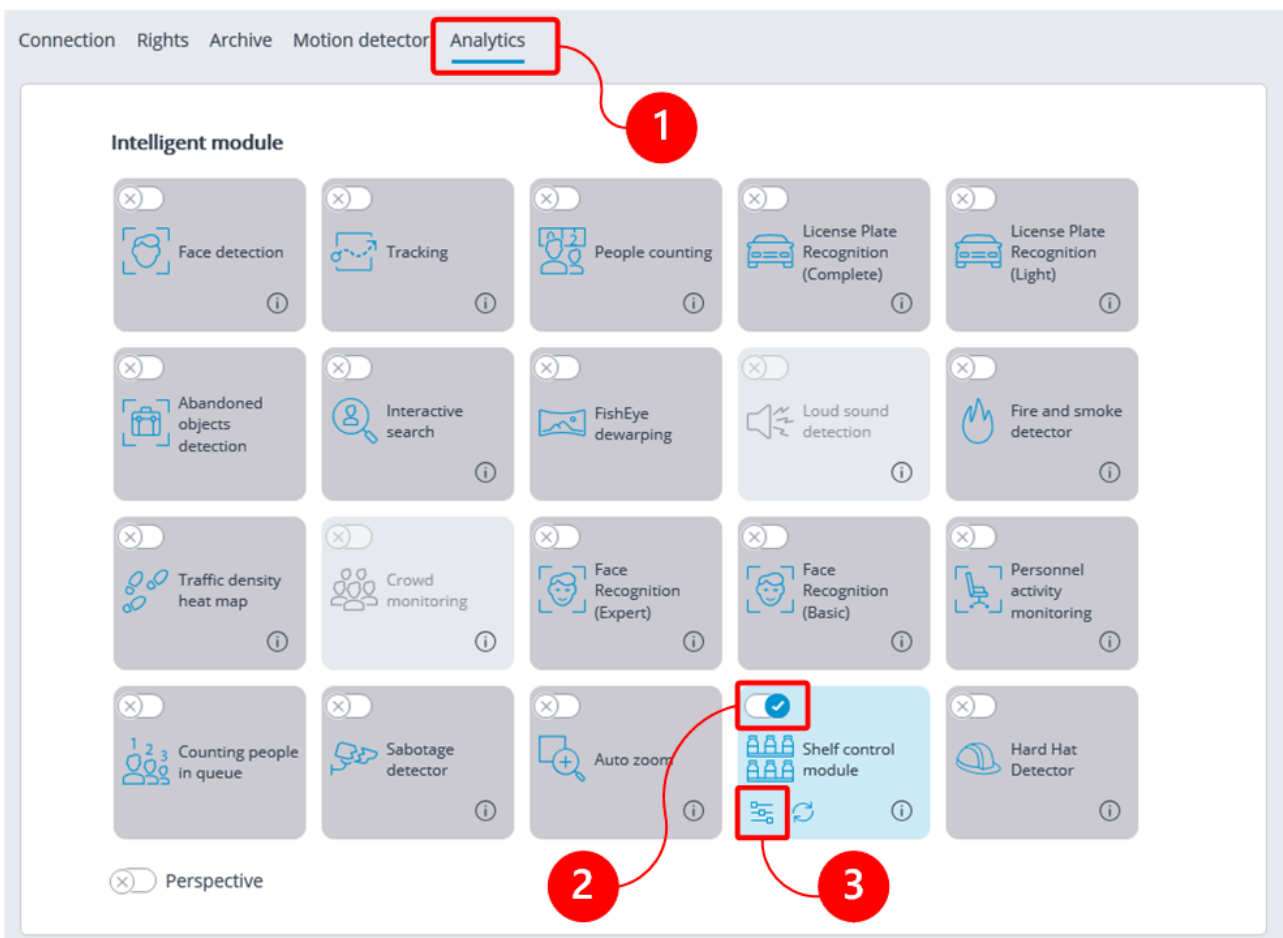 Connection Rights Archive Motion detector Analytics
1
Intelligent module
Face detection
Tracking
People counting
License Plate
Recognition
(Complete)
License Plate
Recognition
(Light)
Abandoned
objects
detection
Interactive
search
FishEye
dewarping
Loud sound
detection
Fire and smoke
detector
Traffic density
heat map
Crowd
monitoring
Face
Recognition
(Expert)
Face
Recognition
(Basic)
Personnel
activity
monitoring
1 2 3
Counting people
in queue
Sabotage
detector
Auto zoom
Shelf control
module
Hard Hat
Detector
Perspective
2
3